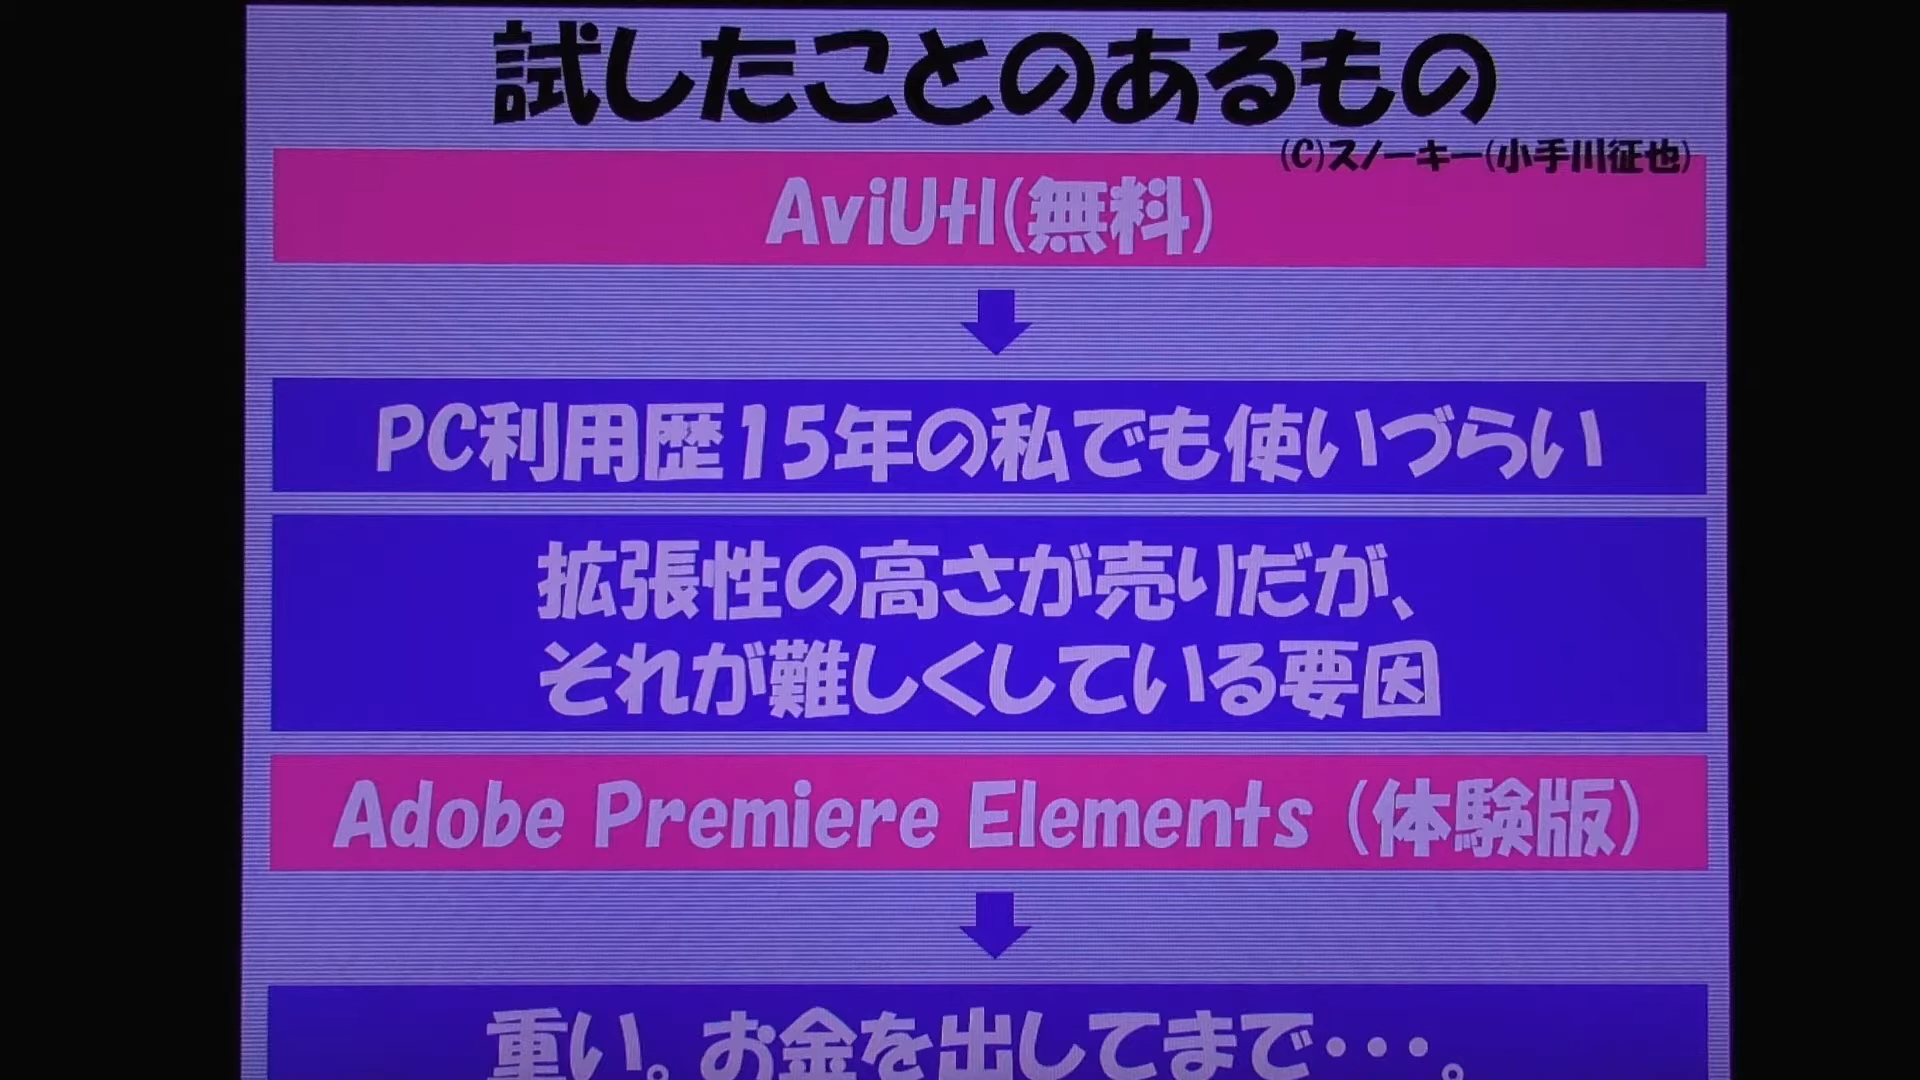 試したことのあるもの
(C)スノーキー(小手川征也)
AviUtl(無料)
PC利用歴15年の私でも使いづらい
拡張性の高さが売りだが、
それが難しくしている要因
Adobe Premiere Elements (体験版)
重い。お金を出してまで・・・。